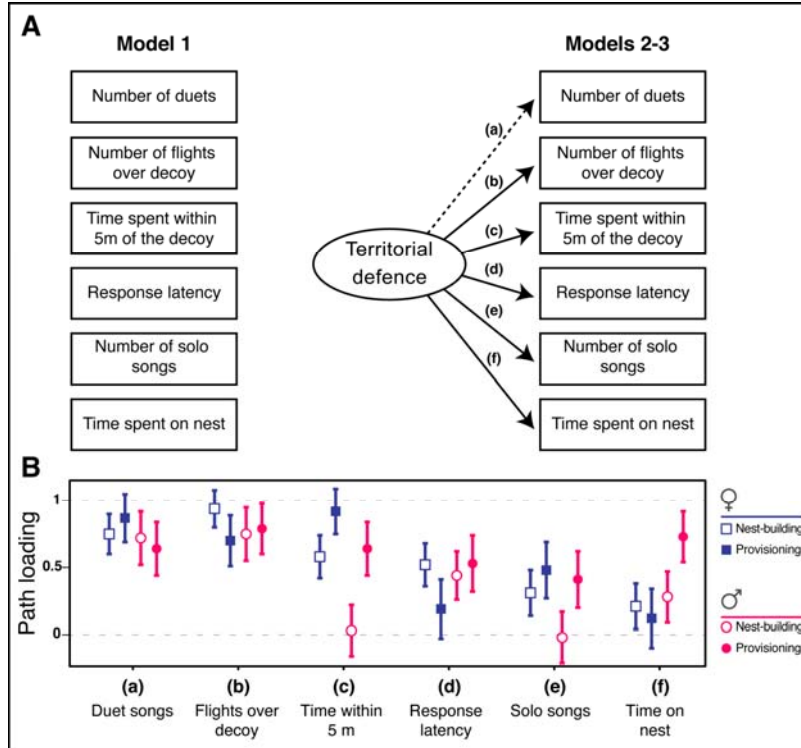 A
Model 1
Models 2-3
Number of duets
Number of flights
over decoy
Time spent within
5m of the decoy
Response latency
Number of solo
songs
Time spent on nest
Territorial
defence
(a)
(b)
(c)
(d)
(e)
(f)
Number of duets
Number of flights
over decoy
Time spent within
5m of the decoy
Response latency
Number of solo
songs
Time spent on nest
B
Path loading
1
0.5
0
(a) (b) (c) (d) (e) (f)
Duet songs Flights over Time within Response Solo songs Time on
decoy 5 m latency nest
♀
Nest-building
Provisioning
♂
Nest-building
Provisioning